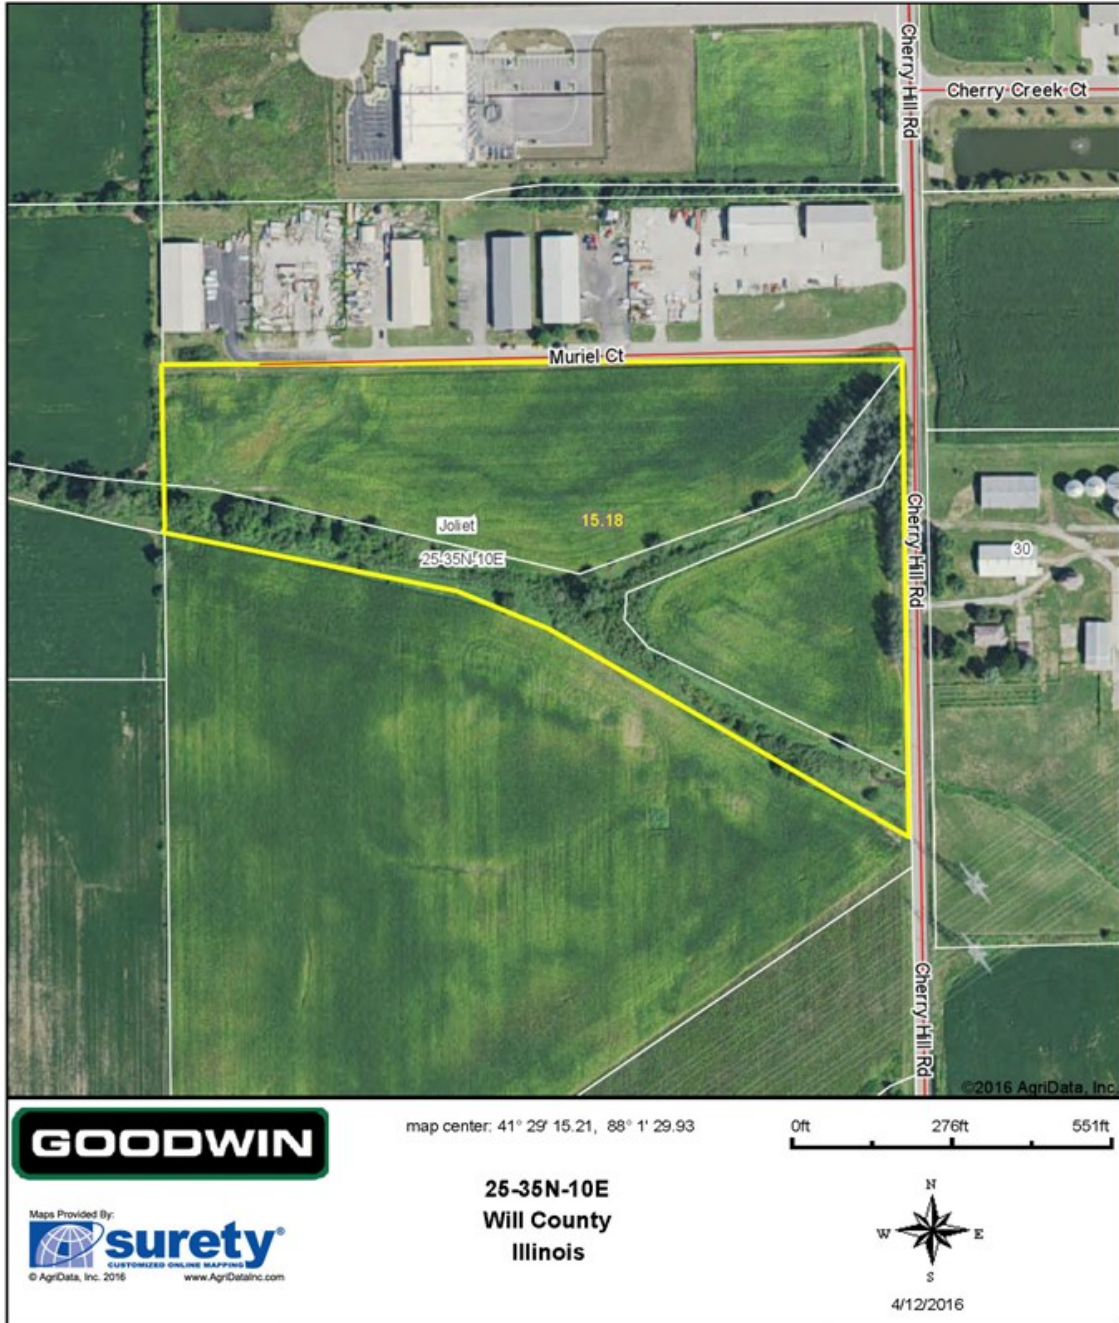 Cherry Hill Rd
Cherry Creek Ct
Muriel Ct
Joliet
15.18
25-35N-10E
Cherry Hill Rd
30
Cherry Hill Rd
©2016 AgriData, Inc.
GOODWIN
map center: 41° 29' 15.21, 88° 1' 29.93
0ft 276ft 551ft
25-35N-10E
Will County
Illinois
Maps Provided By:
surety®
CUSTOMIZED ONLINE MAPPING
© AgriData, Inc. 2016 www.AgriDataInc.com
N
W E
S
4/12/2016